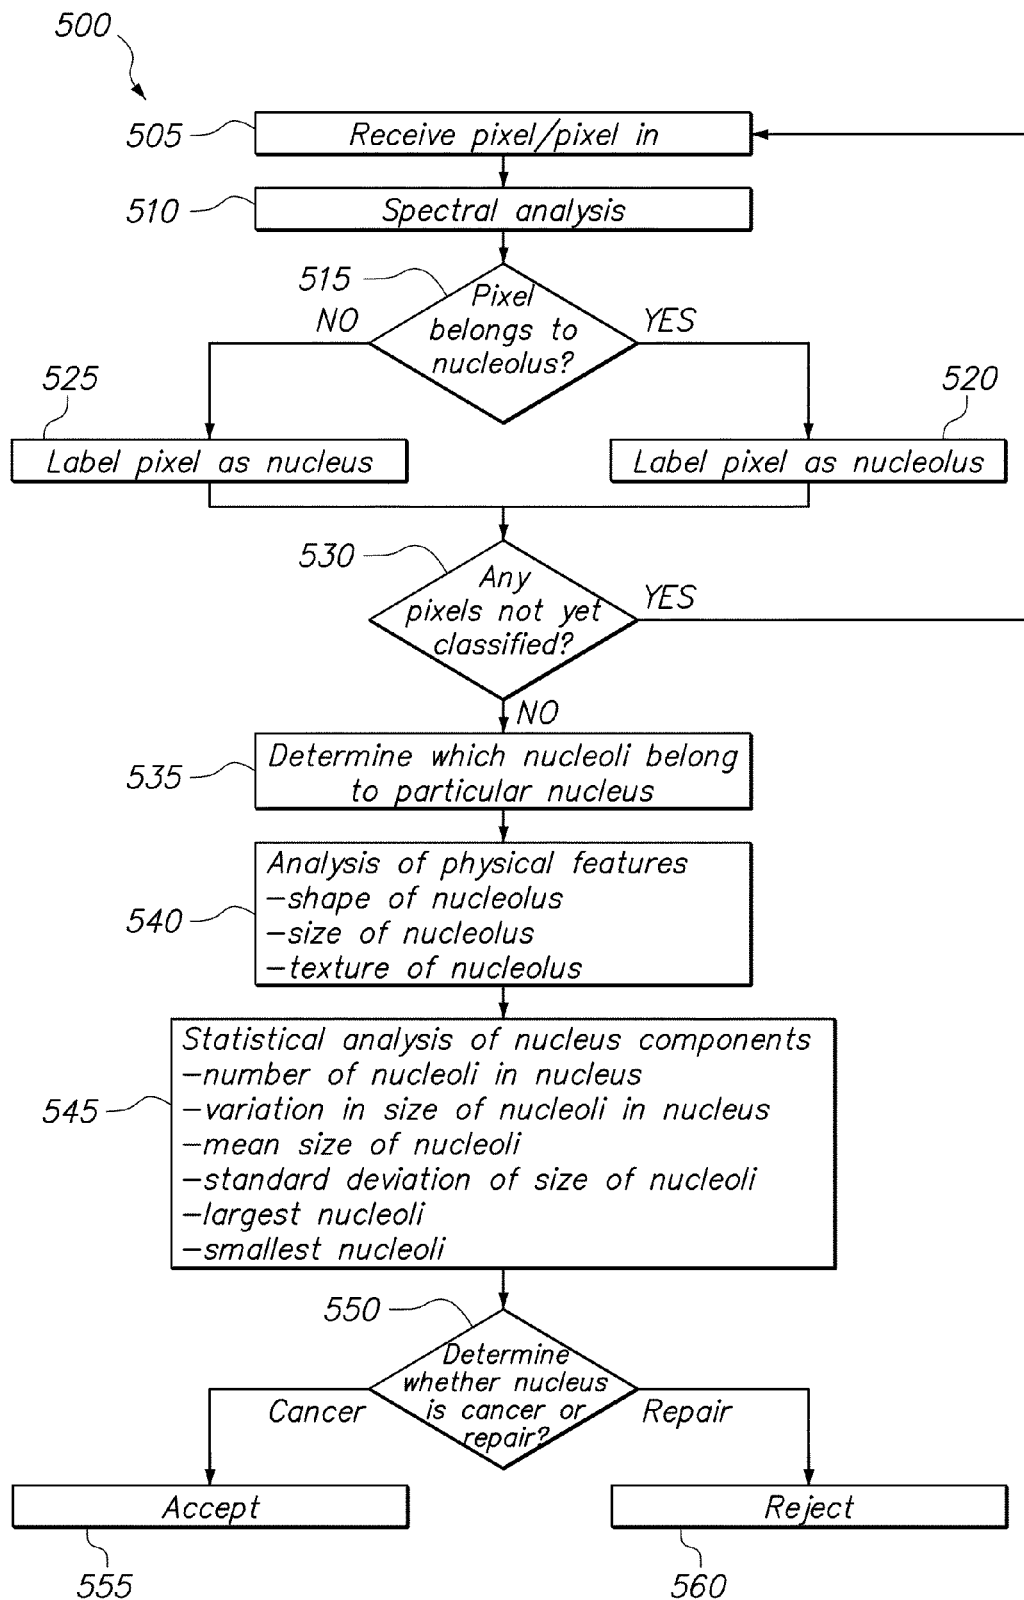 500
505
Receive pixel/pixel in
510
Spectral analysis
515
Pixel
belongs to
nucleolus?
NO
YES
525
520
Label pixel as nucleus
Label pixel as nucleolus
530
Any
pixels not yet
classified?
YES
NO
535
Determine which nucleoli belong
to particular nucleus
540
Analysis of physical features
-shape of nucleolus
-size of nucleolus
-texture of nucleolus
545
Statistical analysis of nucleus components
-number of nucleoli in nucleus
-variation in size of nucleoli in nucleus
-mean size of nucleoli
-standard deviation of size of nucleoli
-largest nucleoli
-smallest nucleoli
550
Determine
whether nucleus
is cancer or
repair?
Cancer
Repair
Accept
Reject
555
560